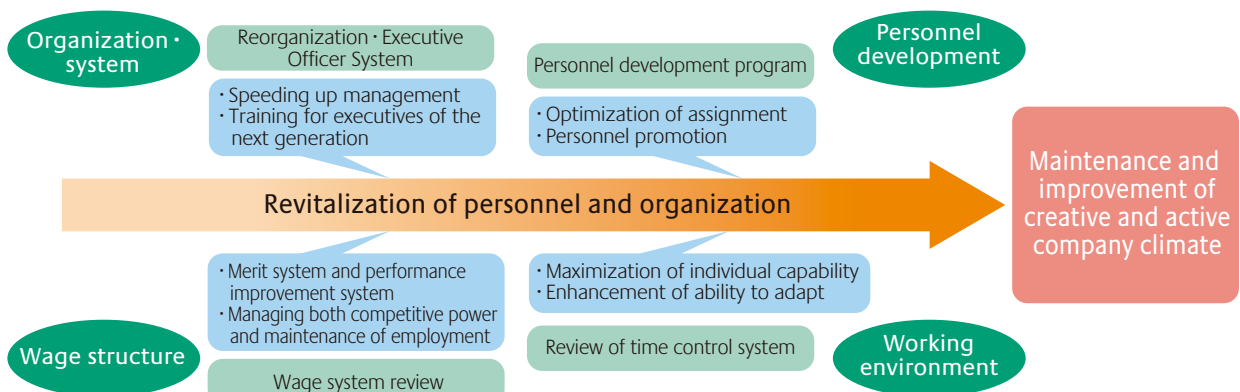 Organization・
system
Reorganization・Executive
Officer System
・Speeding up management
・Training for executives of the
next generation
Personnel development program
・Optimization of assignment
・Personnel promotion
Personnel
development
Revitalization of personnel and organization
Maintenance and
improvement of
creative and active
company climate
Wage structure
・Merit system and performance
improvement system
・Managing both competitive power
and maintenance of employment
Wage system review
・Maximization of individual capability
・Enhancement of ability to adapt
Review of time control system
Working
environment